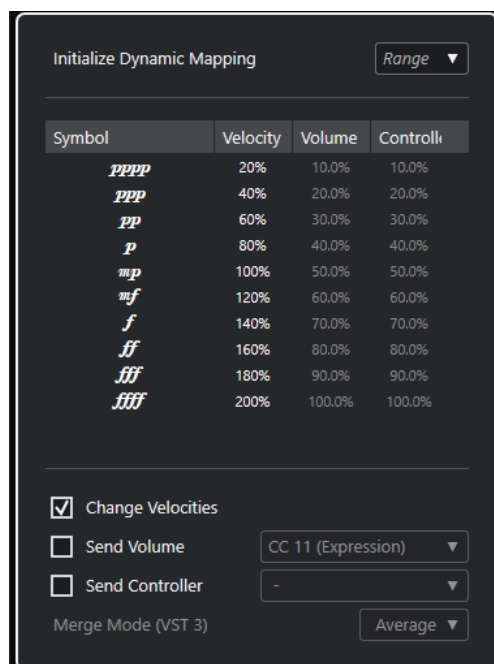 Initialize Dynamic Mapping Range
Symbol Velocity Volume Controlle
pppp 20% 10.0% 10.0%
ppp 40% 20.0% 20.0%
pp 60% 30.0% 30.0%
p 80% 40.0% 40.0%
mp 100% 50.0% 50.0%
mf 120% 60.0% 60.0%
f 140% 70.0% 70.0%
ff 160% 80.0% 80.0%
fff 180% 90.0% 90.0%
ffff 200% 100.0% 100.0%
Change Velocities
Send Volume CC 11 (Expression)
Send Controller -
Merge Mode (VST 3) Average